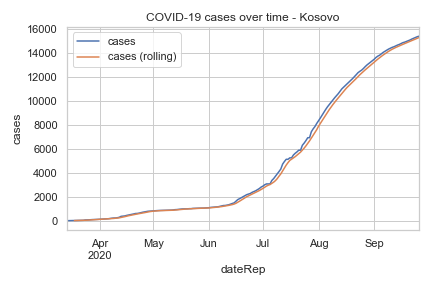 COVID-19 cases over time - Kosovo
cases
cases (rolling)
16000
14000
12000
10000
8000
6000
4000
2000
0
cases
Apr May Jun Jul Aug Sep
2020
dateRep